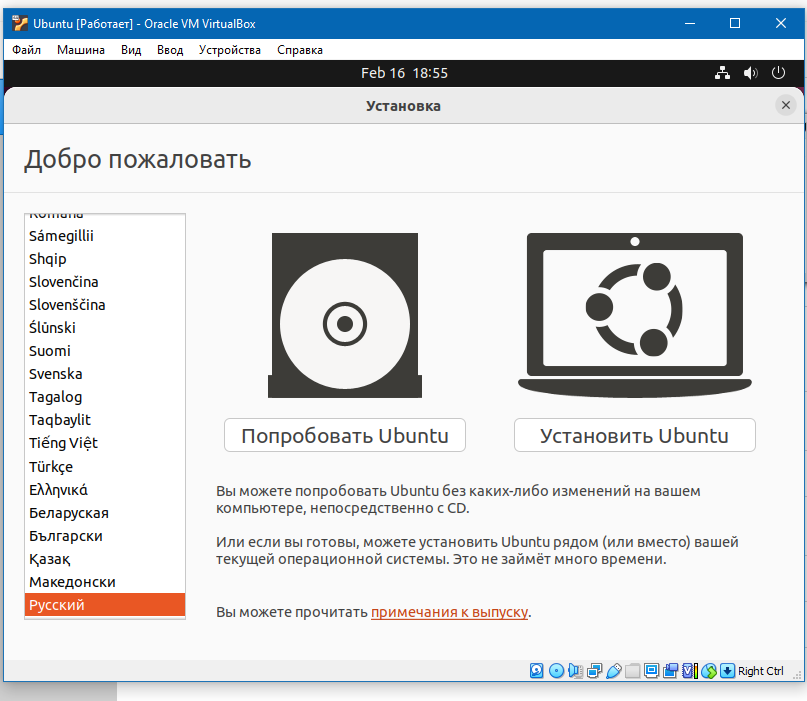 Ubuntu [Работает] - Oracle VM VirtualBox
Файл Машина Вид Ввод Устройства Справка
Feb 16 18:55
Установка
Добро пожаловать
Română
Sámegillii
Shqip
Slovenčina
Slovenščina
Ślůnski
Suomi
Svenska
Tagalog
Taqbaylit
Tiếng Việt
Türkçe
Ελληνικά
Беларуская
Български
Қазақ
Македонски
Русский
Попробовать Ubuntu
Установить Ubuntu
Вы можете попробовать Ubuntu без каких-либо изменений на вашем
компьютере, непосредственно с CD.
Или если вы готовы, можете установить Ubuntu рядом (или вместо) вашей
текущей операционной системы. Это не займёт много времени.
Вы можете прочитать примечания к выпуску.
Right Ctrl